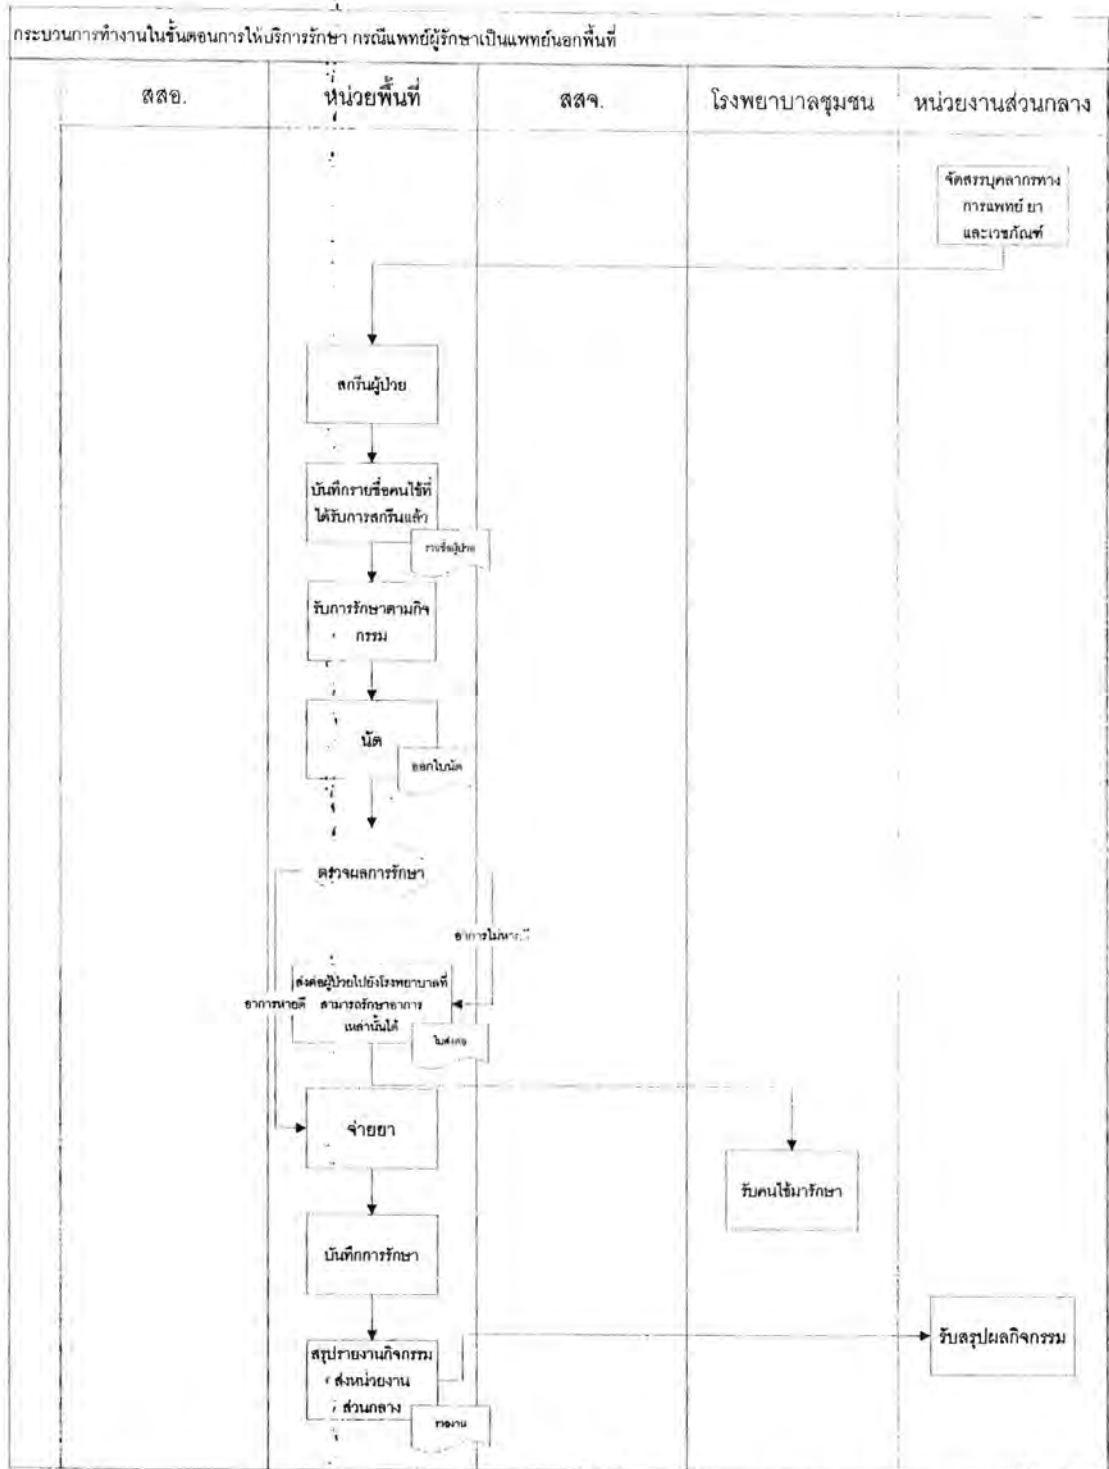 กระบวนการทำงานในขั้นตอนการให้บริการรักษา กรณีแพทย์ผู้รักษาเป็นแพทย์นอกพื้นที่
สสอ.
หน่วยพื้นที่
สสจ.
โรงพยาบาลชุมชน
หน่วยงานส่วนกลาง
จัดสรรบุคลากรทาง
การแพทย์ ยา
และเวชภัณฑ์
สกรีนผู้ป่วย
บันทึกรายชื่อคนไข้ที่
ได้รับการสกรีนแล้ว
รายชื่อผู้ป่วย
รับการรักษาตามกิจ
กรรม
นัด
ออกใบนัด
ตรวจผลการรักษา
อาการไม่หายดี
ส่งต่อผู้ป่วยไปยังโรงพยาบาลที่
สามารถรักษาอาการ
เหล่านั้นได้
อาการหายดี
ใบส่งต่อ
จ่ายยา
รับคนไข้มารักษา
บันทึกการรักษา
รับสรุปผลกิจกรรม
สรุปรายงานกิจกรรม
ส่งหน่วยงาน
ส่วนกลาง
รายงาน